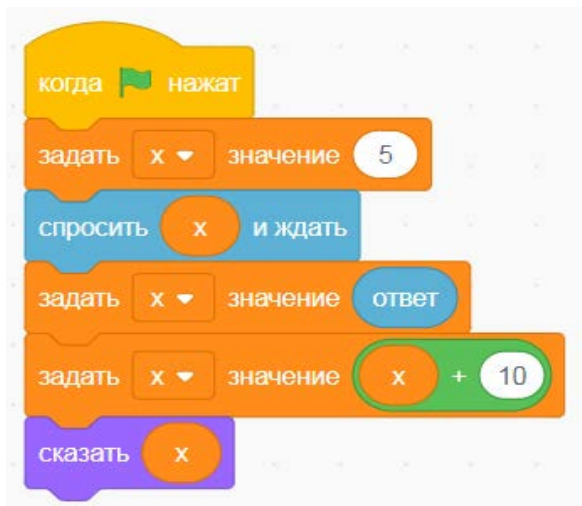 когда нажат
задать x значение 5
спросить x и ждать
задать x значение ответ
задать x значение x + 10
сказать x